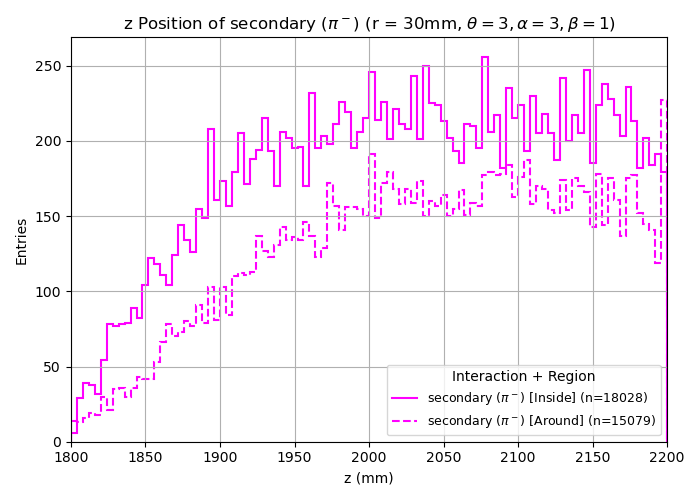 z Position of secondary (π⁻) (r = 30mm, θ = 3, α = 3, β = 1)
Entries
250
200
150
100
50
0
1800 1850 1900 1950 2000 2050 2100 2150 2200
z (mm)
Interaction + Region
secondary (π⁻) [Inside] (n=18028)
secondary (π⁻) [Around] (n=15079)